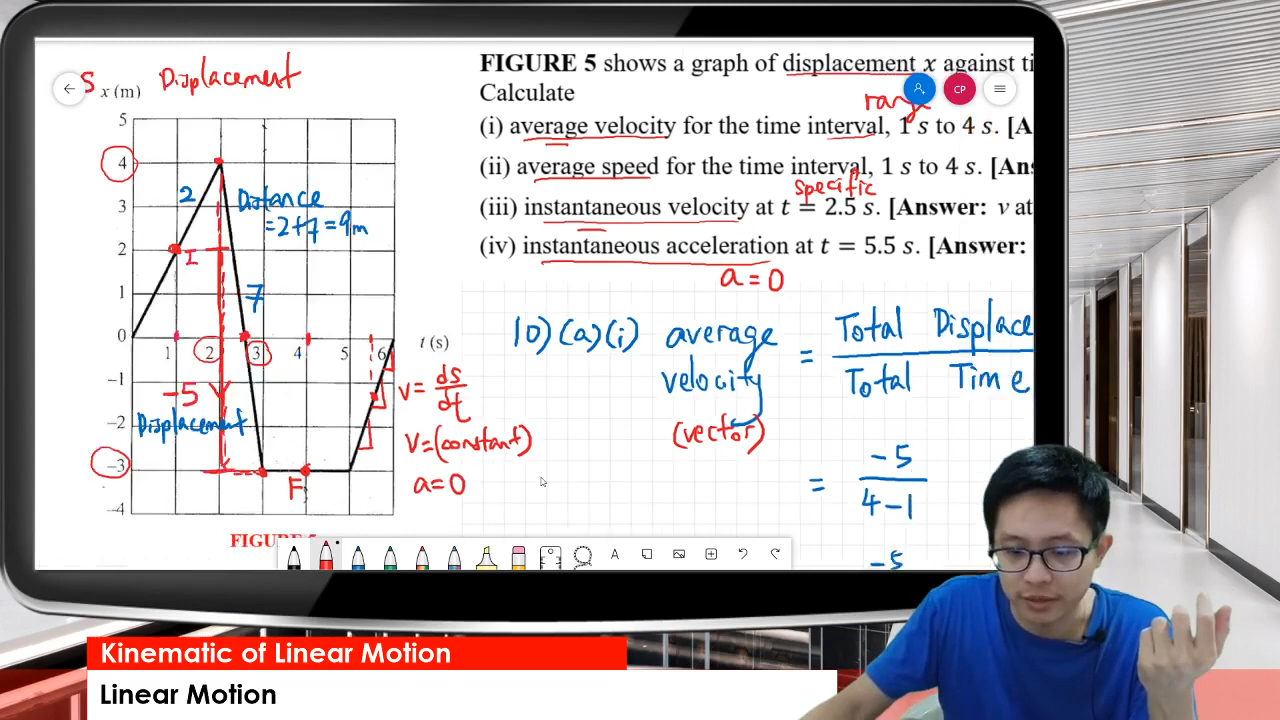 S x (m) Displacement
5
4
3
2
1
0
-1
-2
-3
-4
1 2 3 4 5 6 t (s)
2
Distance
= 2+7 = 9m
I
7
-5
Displacement
F
v = ds/dt
v = (constant)
a = 0
FIGURE 5
FIGURE 5 shows a graph of displacement x against ti
Calculate
range
(i) average velocity for the time interval, 1 s to 4 s. [A
(ii) average speed for the time interval, 1 s to 4 s. [An
specific
(iii) instantaneous velocity at t = 2.5 s. [Answer: v at
(iv) instantaneous acceleration at t = 5.5 s. [Answer:
a = 0
10)(a)(i) average velocity = Total Displace / Total Time
(vector)
= -5 / 4-1
-5
CP
A
Kinematic of Linear Motion
Linear Motion